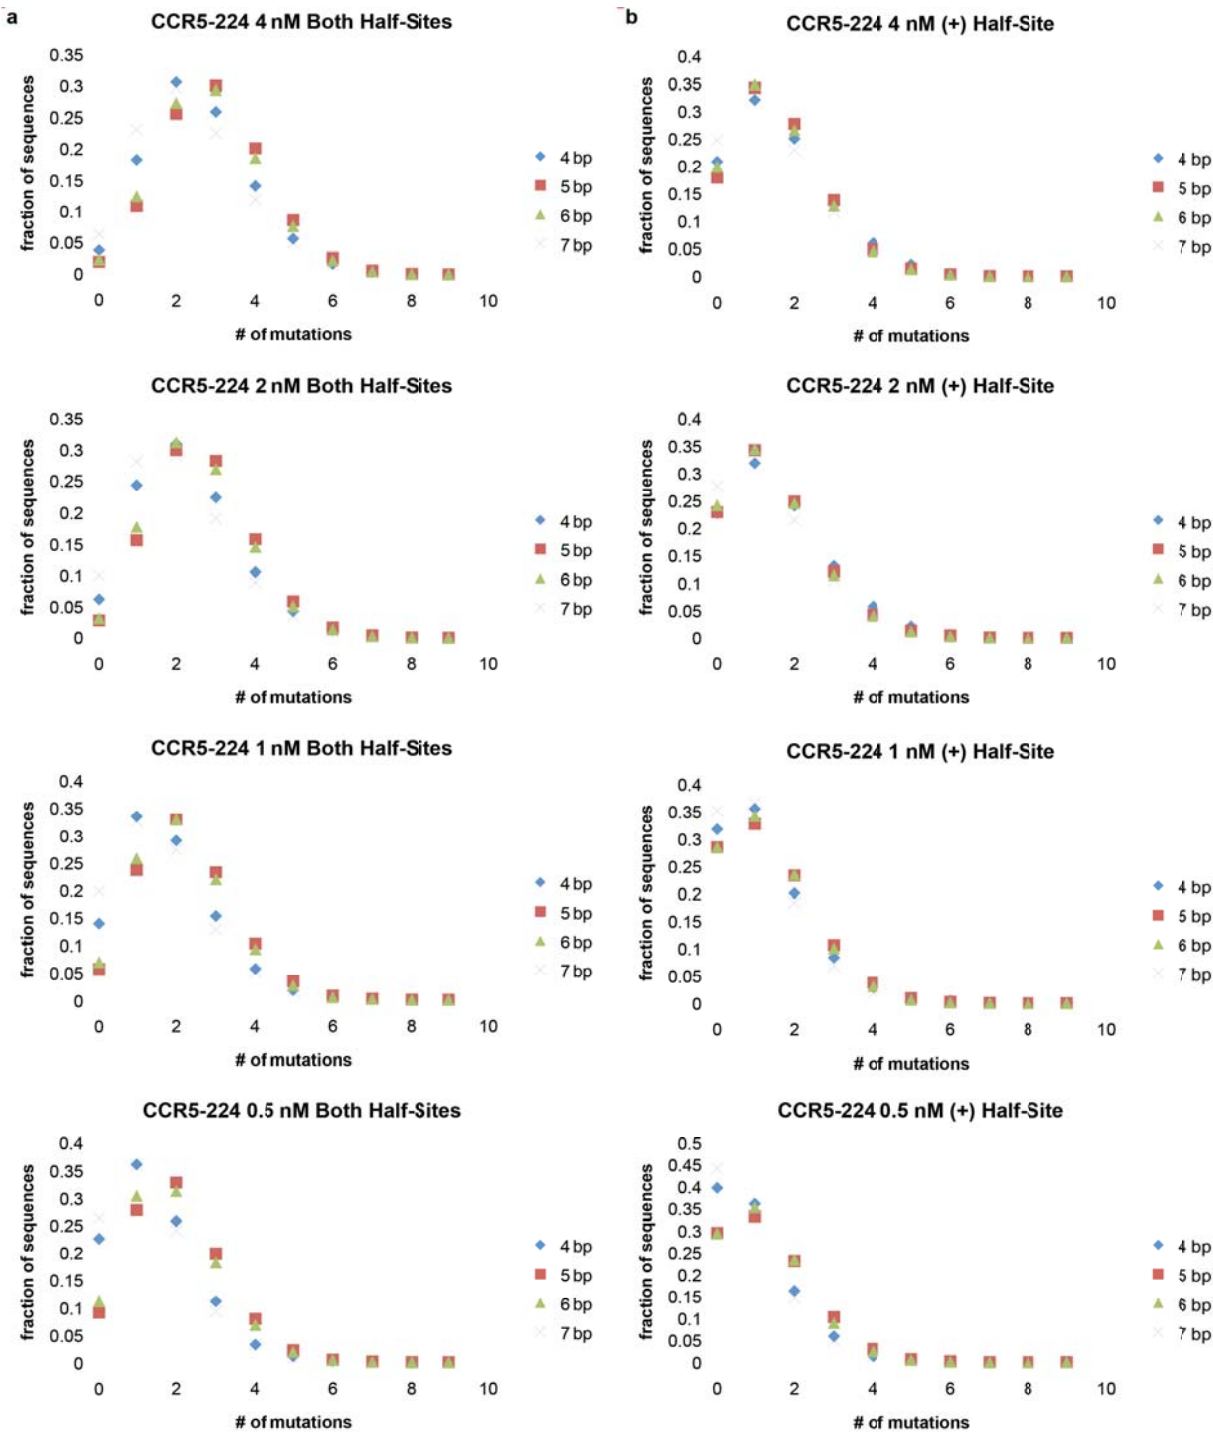 a
CCR5-224 4 nM Both Half-Sites
fraction of sequences
0.35
0.3
0.25
0.2
0.15
0.1
0.05
0
0 2 4 6 8 10
# of mutations
4 bp
5 bp
6 bp
7 bp
CCR5-224 2 nM Both Half-Sites
fraction of sequences
0.35
0.3
0.25
0.2
0.15
0.1
0.05
0
0 2 4 6 8 10
# of mutations
4 bp
5 bp
6 bp
7 bp
CCR5-224 1 nM Both Half-Sites
fraction of sequences
0.4
0.35
0.3
0.25
0.2
0.15
0.1
0.05
0
0 2 4 6 8 10
# of mutations
4 bp
5 bp
6 bp
7 bp
CCR5-224 0.5 nM Both Half-Sites
fraction of sequences
0.4
0.35
0.3
0.25
0.2
0.15
0.1
0.05
0
0 2 4 6 8 10
# of mutations
4 bp
5 bp
6 bp
7 bp
b
CCR5-224 4 nM (+) Half-Site
fraction of sequences
0.4
0.35
0.3
0.25
0.2
0.15
0.1
0.05
0
0 2 4 6 8 10
# of mutations
4 bp
5 bp
6 bp
7 bp
CCR5-224 2 nM (+) Half-Site
fraction of sequences
0.4
0.35
0.3
0.25
0.2
0.15
0.1
0.05
0
0 2 4 6 8 10
# of mutations
4 bp
5 bp
6 bp
7 bp
CCR5-224 1 nM (+) Half-Site
fraction of sequences
0.4
0.35
0.3
0.25
0.2
0.15
0.1
0.05
0
0 2 4 6 8 10
# of mutations
4 bp
5 bp
6 bp
7 bp
CCR5-224 0.5 nM (+) Half-Site
fraction of sequences
0.5
0.45
0.4
0.35
0.3
0.25
0.2
0.15
0.1
0.05
0
0 2 4 6 8 10
# of mutations
4 bp
5 bp
6 bp
7 bp